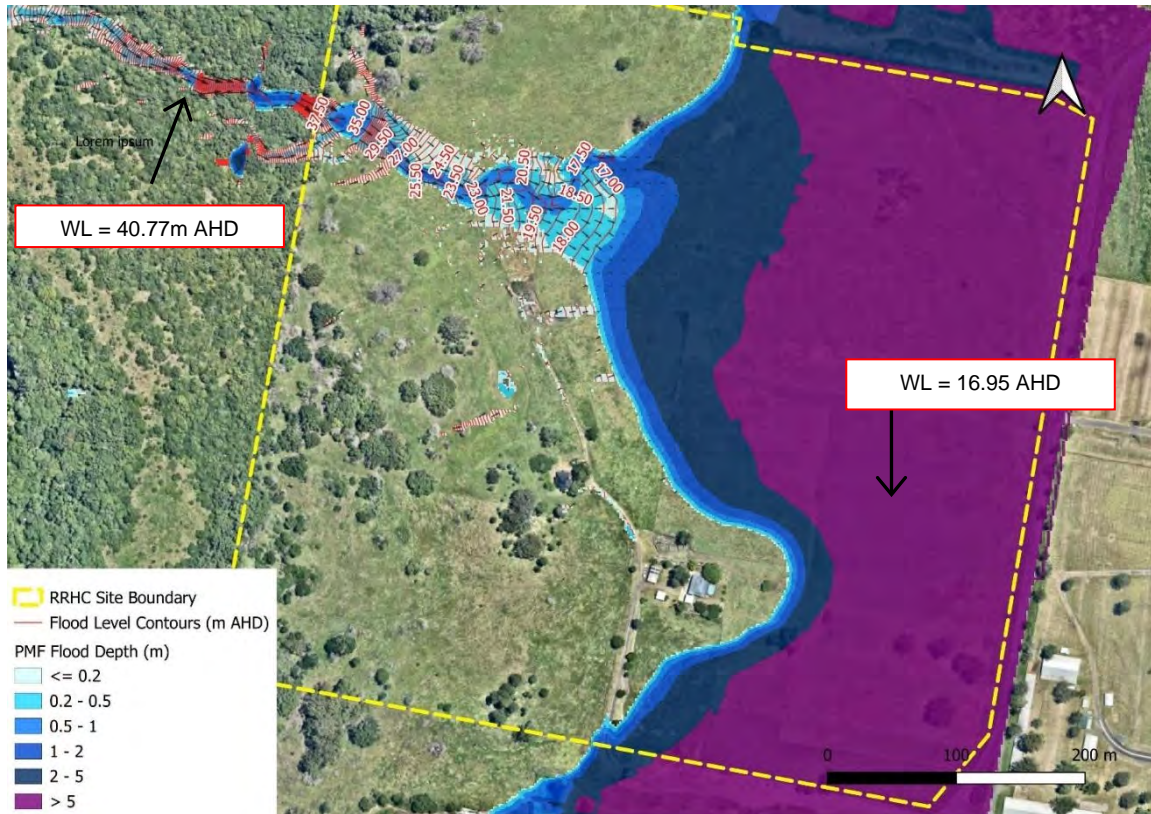 Lorem ipsum
WL = 40.77m AHD
37.50
35.00
29.50
27.00
24.50
25.50
23.50
23.00
20.50
21.50
19.50
18.50
18.00
17.50
17.00
WL = 16.95 AHD
RRHC Site Boundary
Flood Level Contours (m AHD)
PMF Flood Depth (m)
<= 0.2
0.2 - 0.5
0.5 - 1
1 - 2
2 - 5
> 5
0 100 200 m